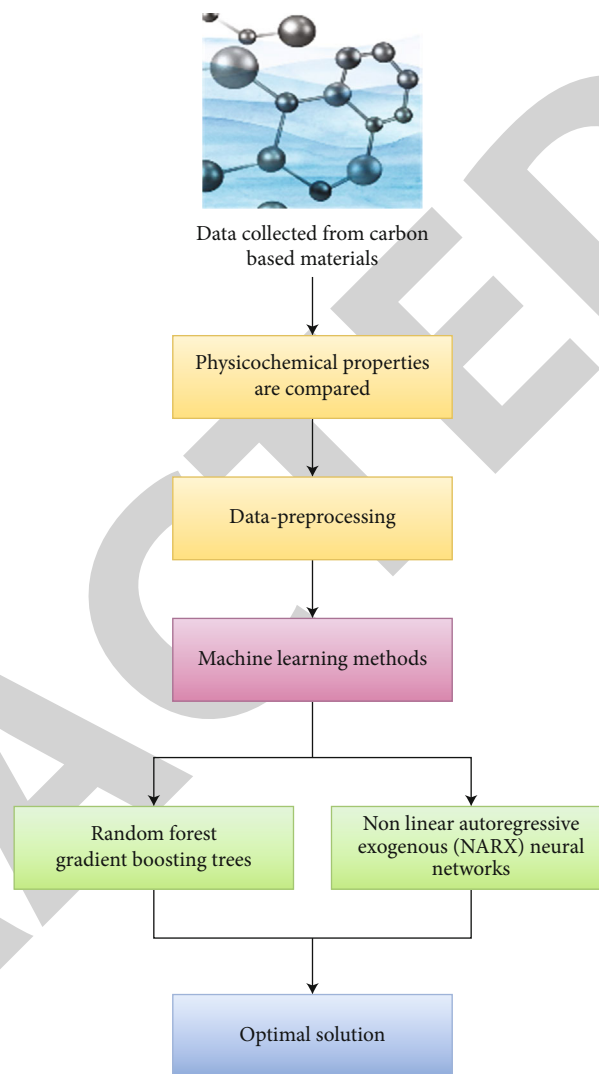 Data collected from carbon
based materials
Physicochemical properties
are compared
Data-preprocessing
Machine learning methods
Random forest
gradient boosting trees
Non linear autoregressive
exogenous (NARX) neural
networks
Optimal solution
ACTED